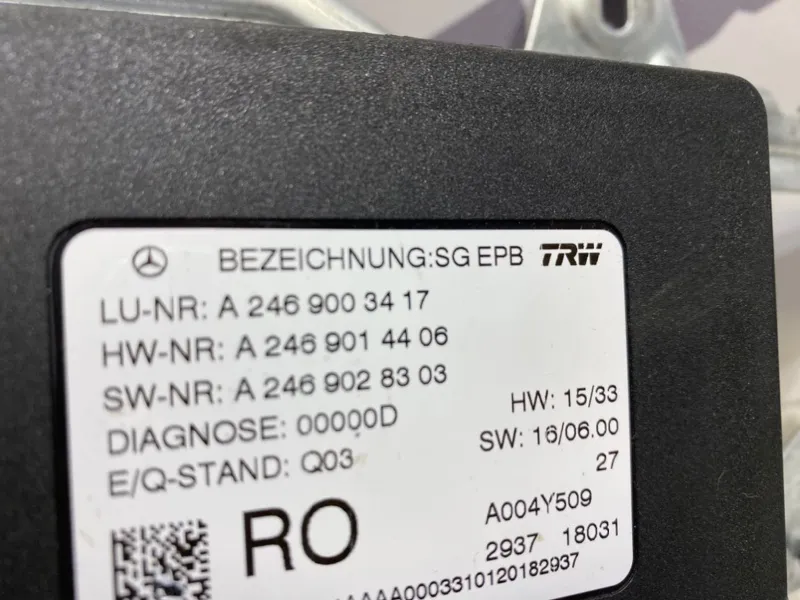 BEZEICHNUNG:SG EPB TRW
LU-NR: A 246 900 34 17
HW-NR: A 246 901 44 06
SW-NR: A 246 902 83 03
HW: 15/33
DIAGNOSE: 00000D
SW: 16/06.00
E/Q-STAND: Q03
27
RO
A004Y509
2937 18031
AAAA0003310120182937